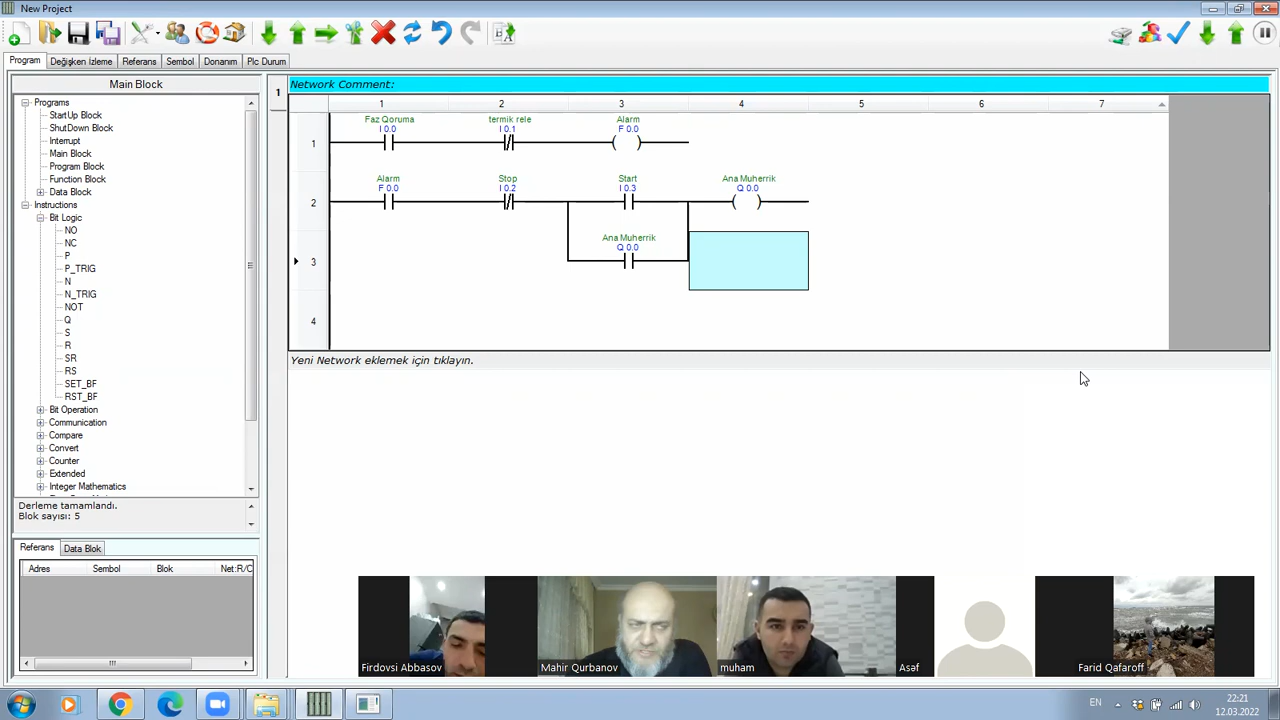 New Project
Program
Değişken İzleme
Referans
Sembol
Donanım
Plc Durum
Main Block
Programs
StartUp Block
ShutDown Block
Interrupt
Main Block
Program Block
Function Block
Data Block
Instructions
Bit Logic
NO
NC
P
P_TRIG
N
N_TRIG
NOT
Q
S
R
SR
RS
SET_BF
RST_BF
Bit Operation
Communication
Compare
Convert
Counter
Extended
Integer Mathematics
Derleme tamamlandı.
Blok sayısı: 5
Referans
Data Blok
Adres Sembol Blok Net:R/C
1
Network Comment:
1 2 3 4 5 6 7
Faz Qoruma termik rele Alarm
I 0.0 I 0.1 F 0.0
1
Alarm Stop Start Ana Muherrik
F 0.0 I 0.2 I 0.3 Q 0.0
2
Ana Muherrik
Q 0.0
3
4
Yeni Network eklemek için tıklayın.
Firdovsi Abbasov
Mahir Qurbanov
muham
Asəf
Farid Qafaroff
EN
22:21
12.03.2022